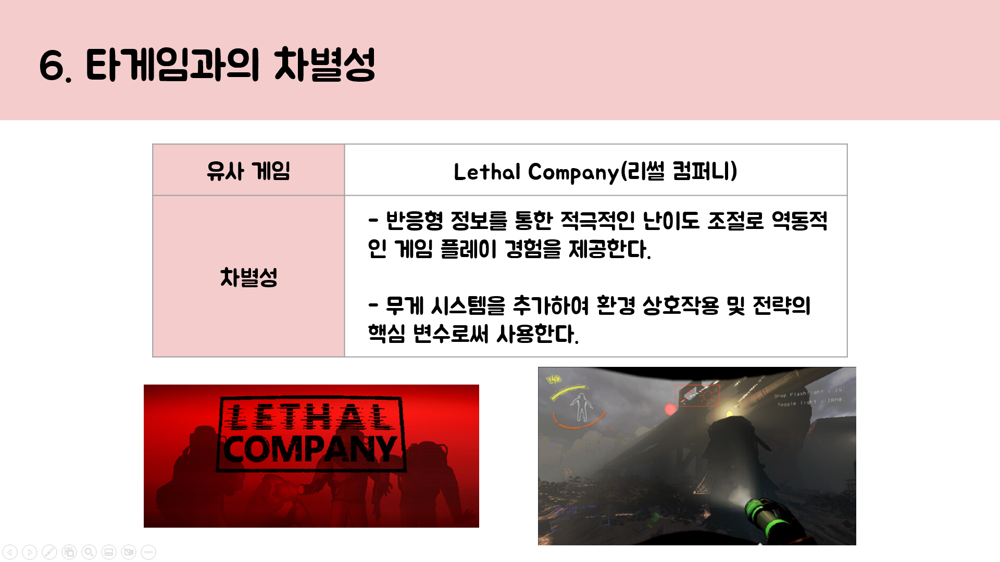 6. 타게임과의 차별성
유사 게임
Lethal Company(리썰 컴퍼니)
차별성
- 반응형 정보를 통한 적극적인 난이도 조절로 역동적
인 게임 플레이 경험을 제공한다.
- 무게 시스템을 추가하여 환경 상호작용 및 전략의
핵심 변수로써 사용한다.
LETHAL
COMPANY
Drop Flashlight : [G]
Toggle light : [RMB]